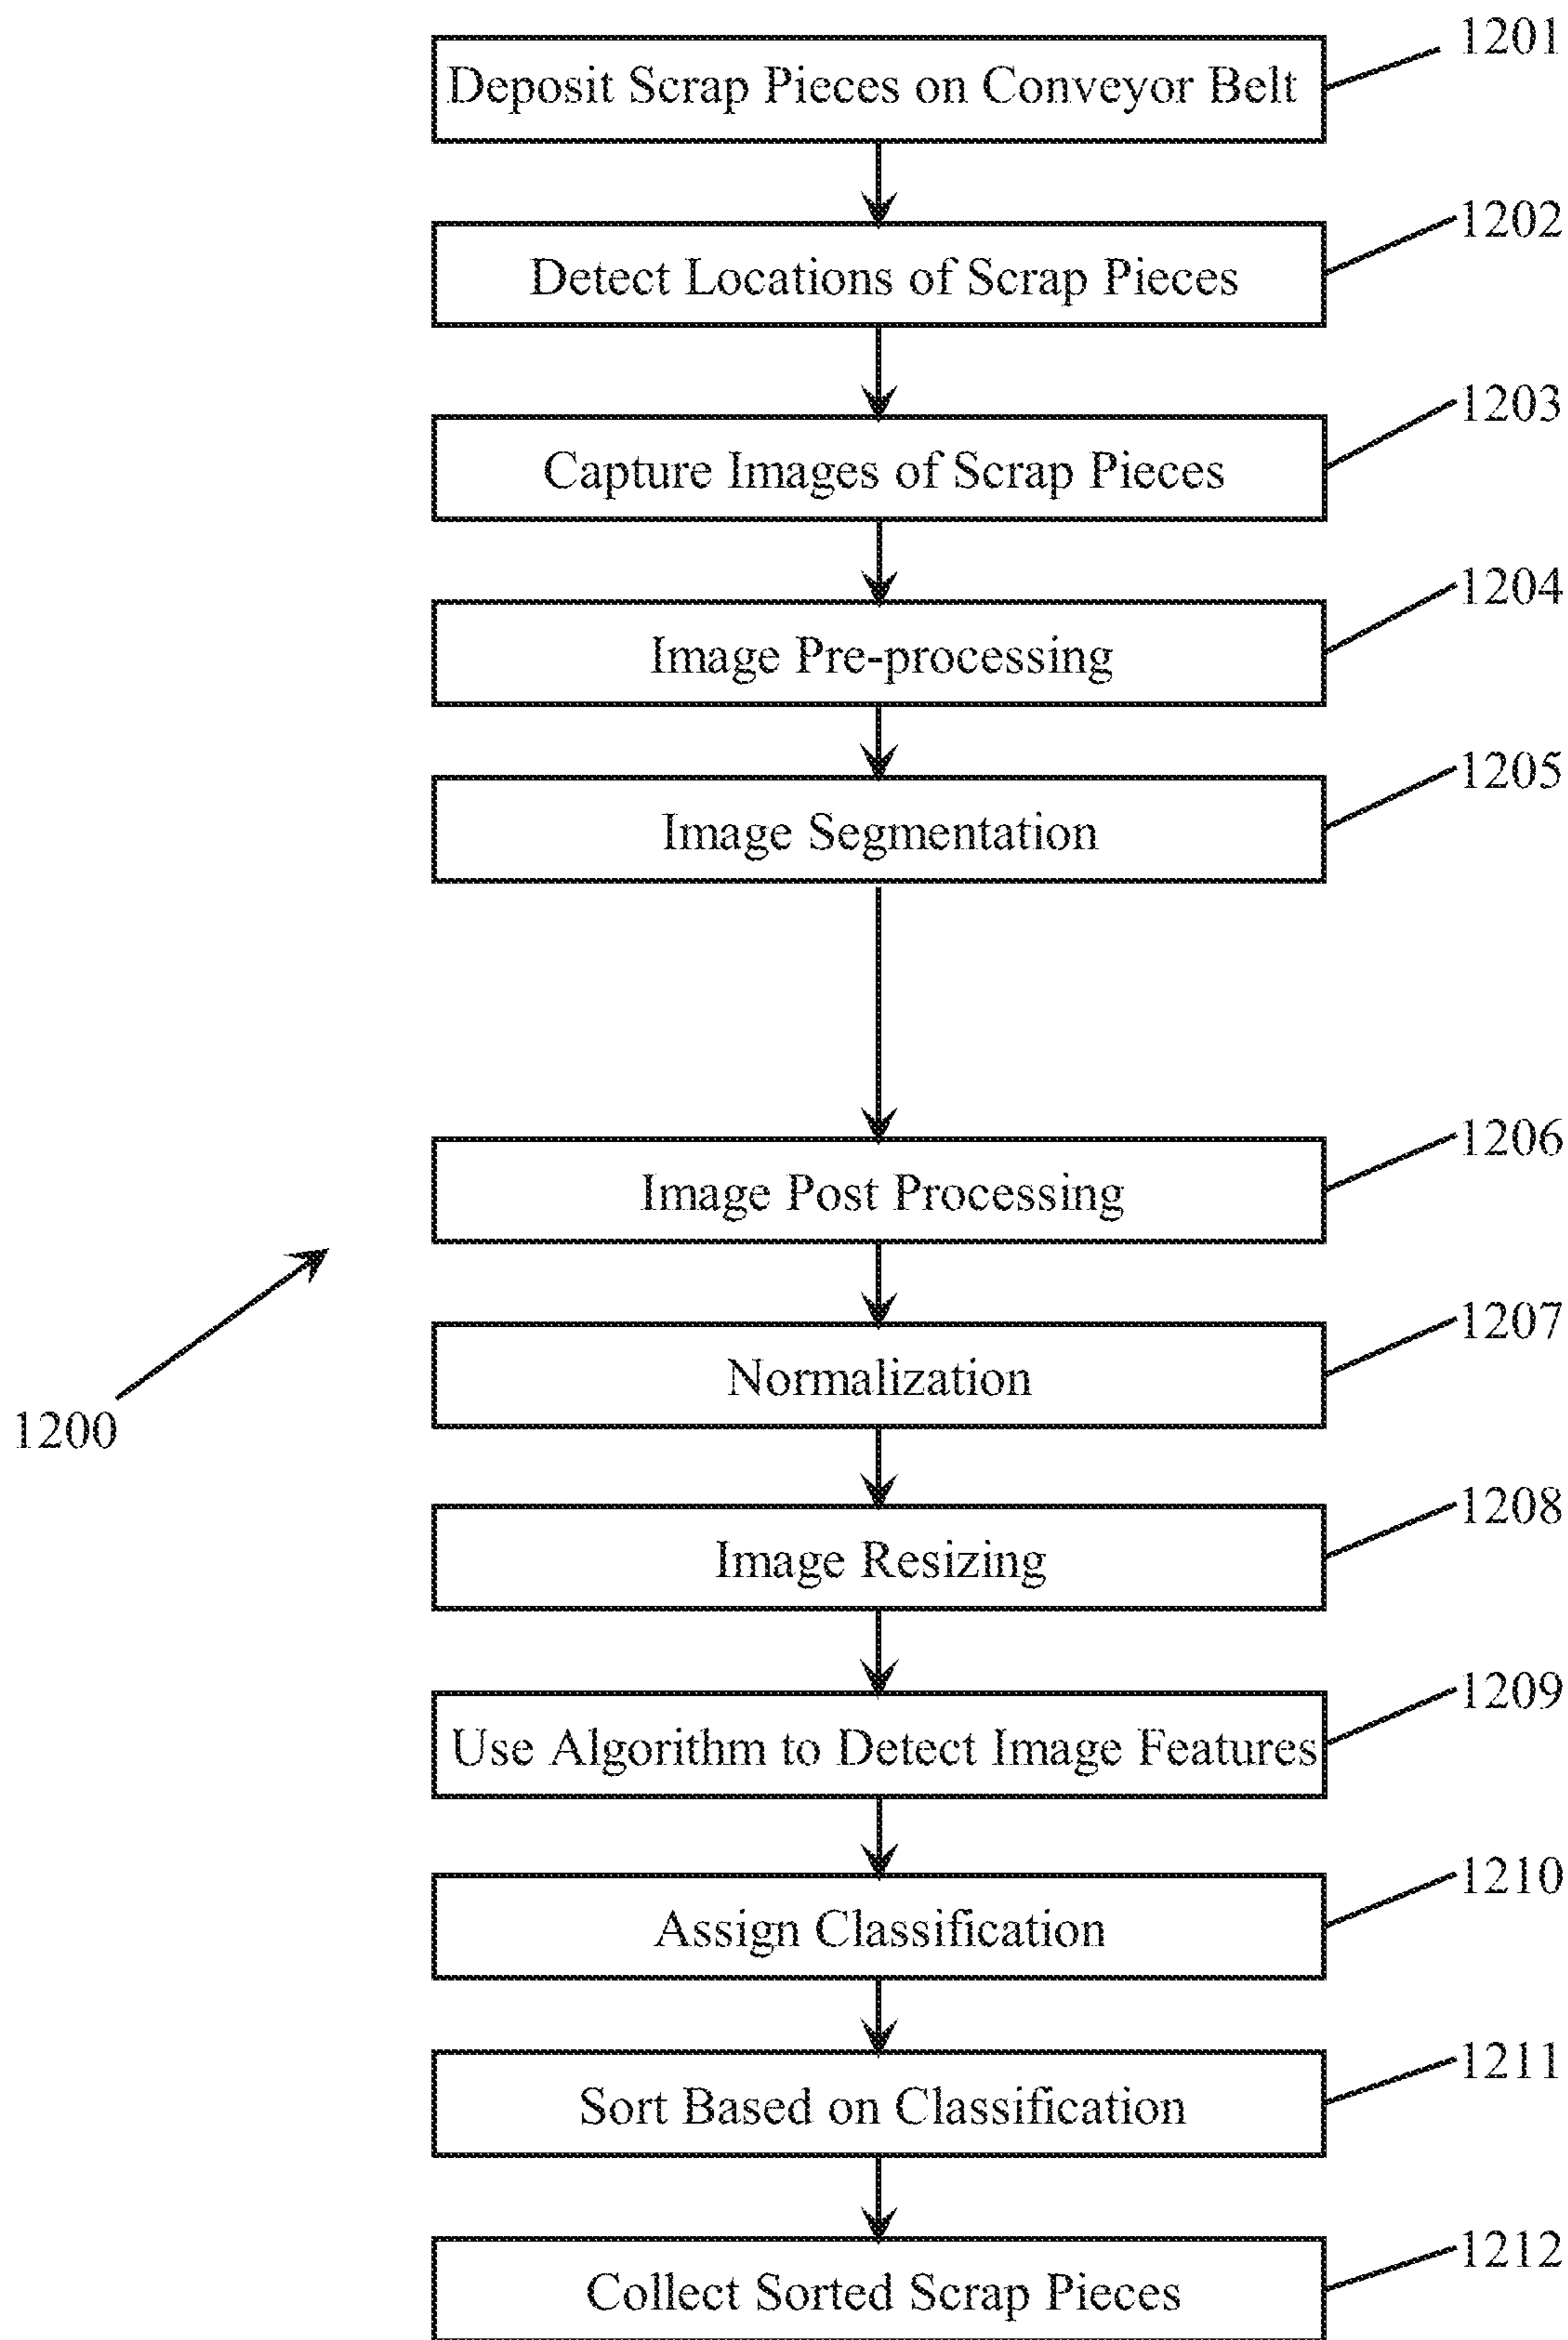 1201
Deposit Scrap Pieces on Conveyor Belt
1202
Detect Locations of Scrap Pieces
1203
Capture Images of Scrap Pieces
1204
Image Pre-processing
1205
Image Segmentation
1206
Image Post Processing
1207
Normalization
1200
1208
Image Resizing
1209
Use Algorithm to Detect Image Features
1210
Assign Classification
1211
Sort Based on Classification
1212
Collect Sorted Scrap Pieces